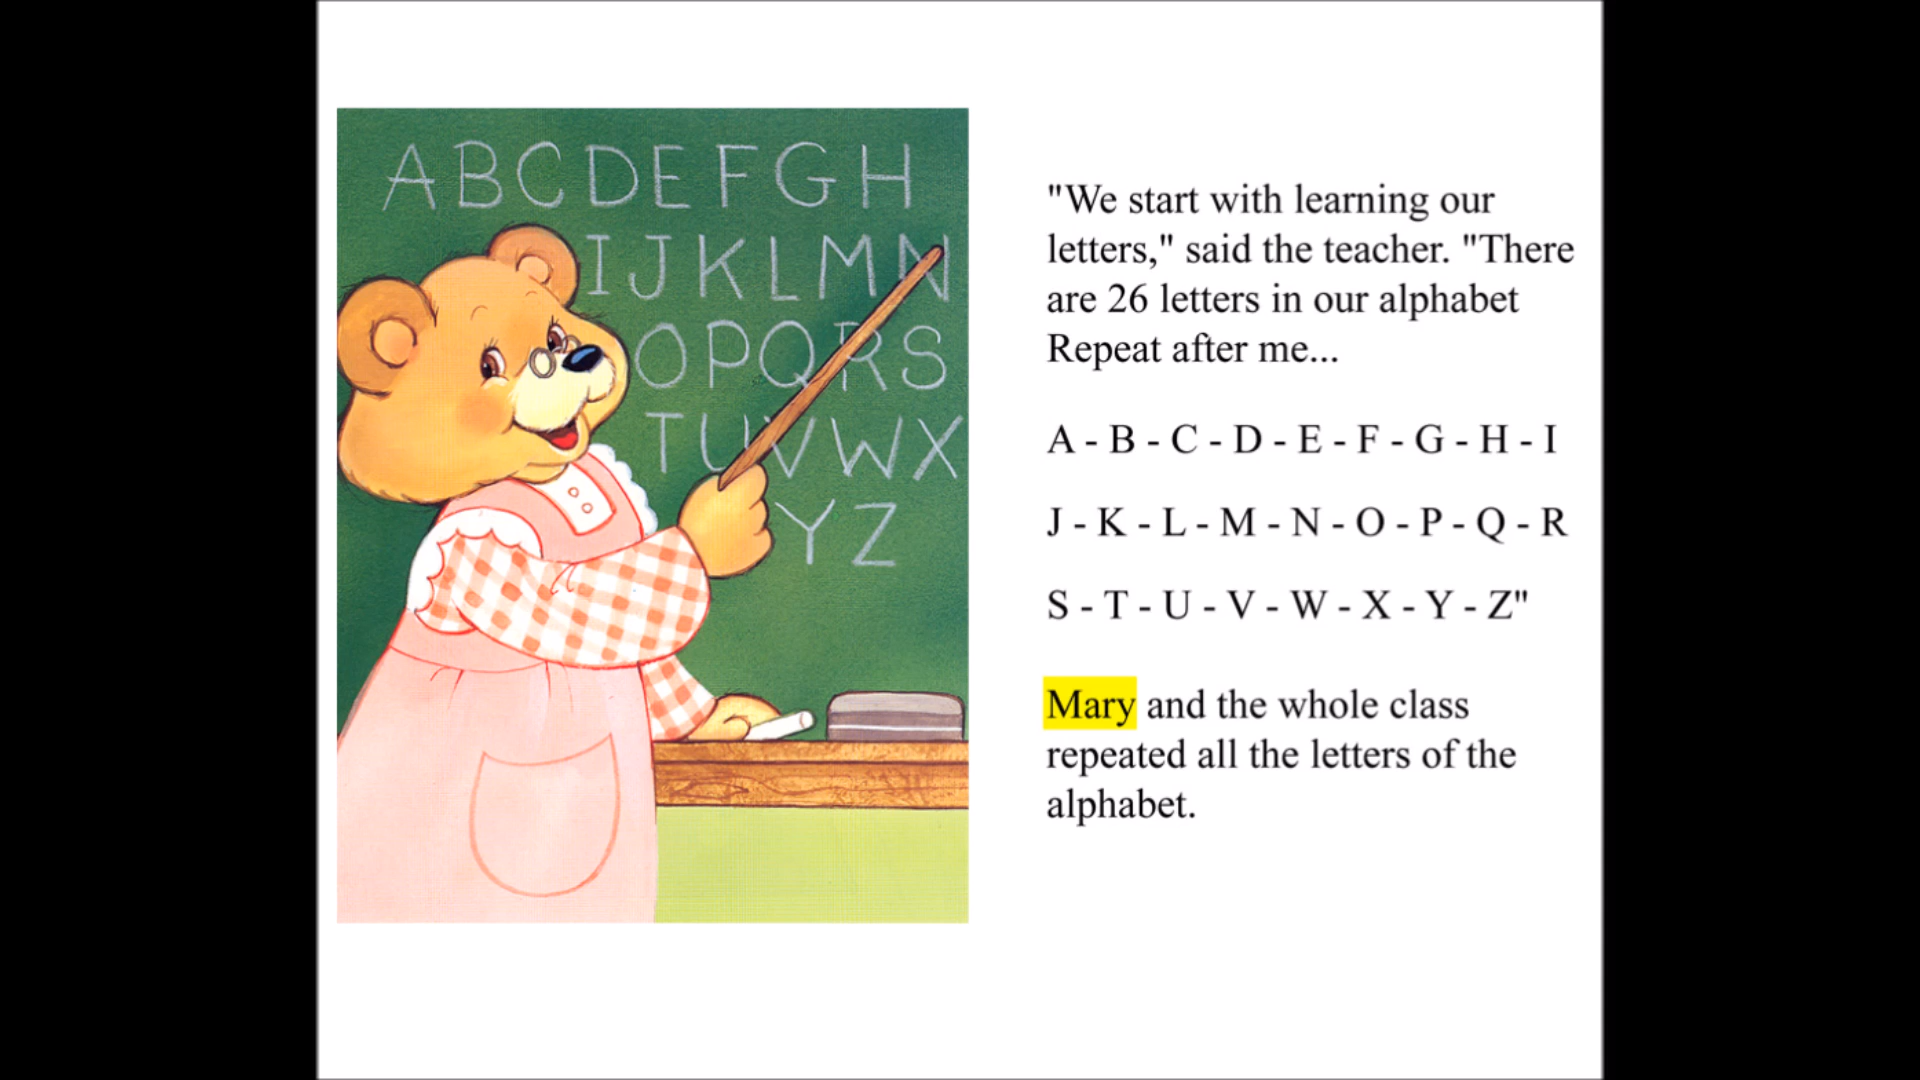 ABCDEFGH
IJKLMN
OPQRS
TUVWX
YZ
"We start with learning our
letters," said the teacher. "There
are 26 letters in our alphabet
Repeat after me...
A - B - C - D - E - F - G - H - I
J - K - L - M - N - O - P - Q - R
S - T - U - V - W - X - Y - Z"
Mary and the whole class
repeated all the letters of the
alphabet.